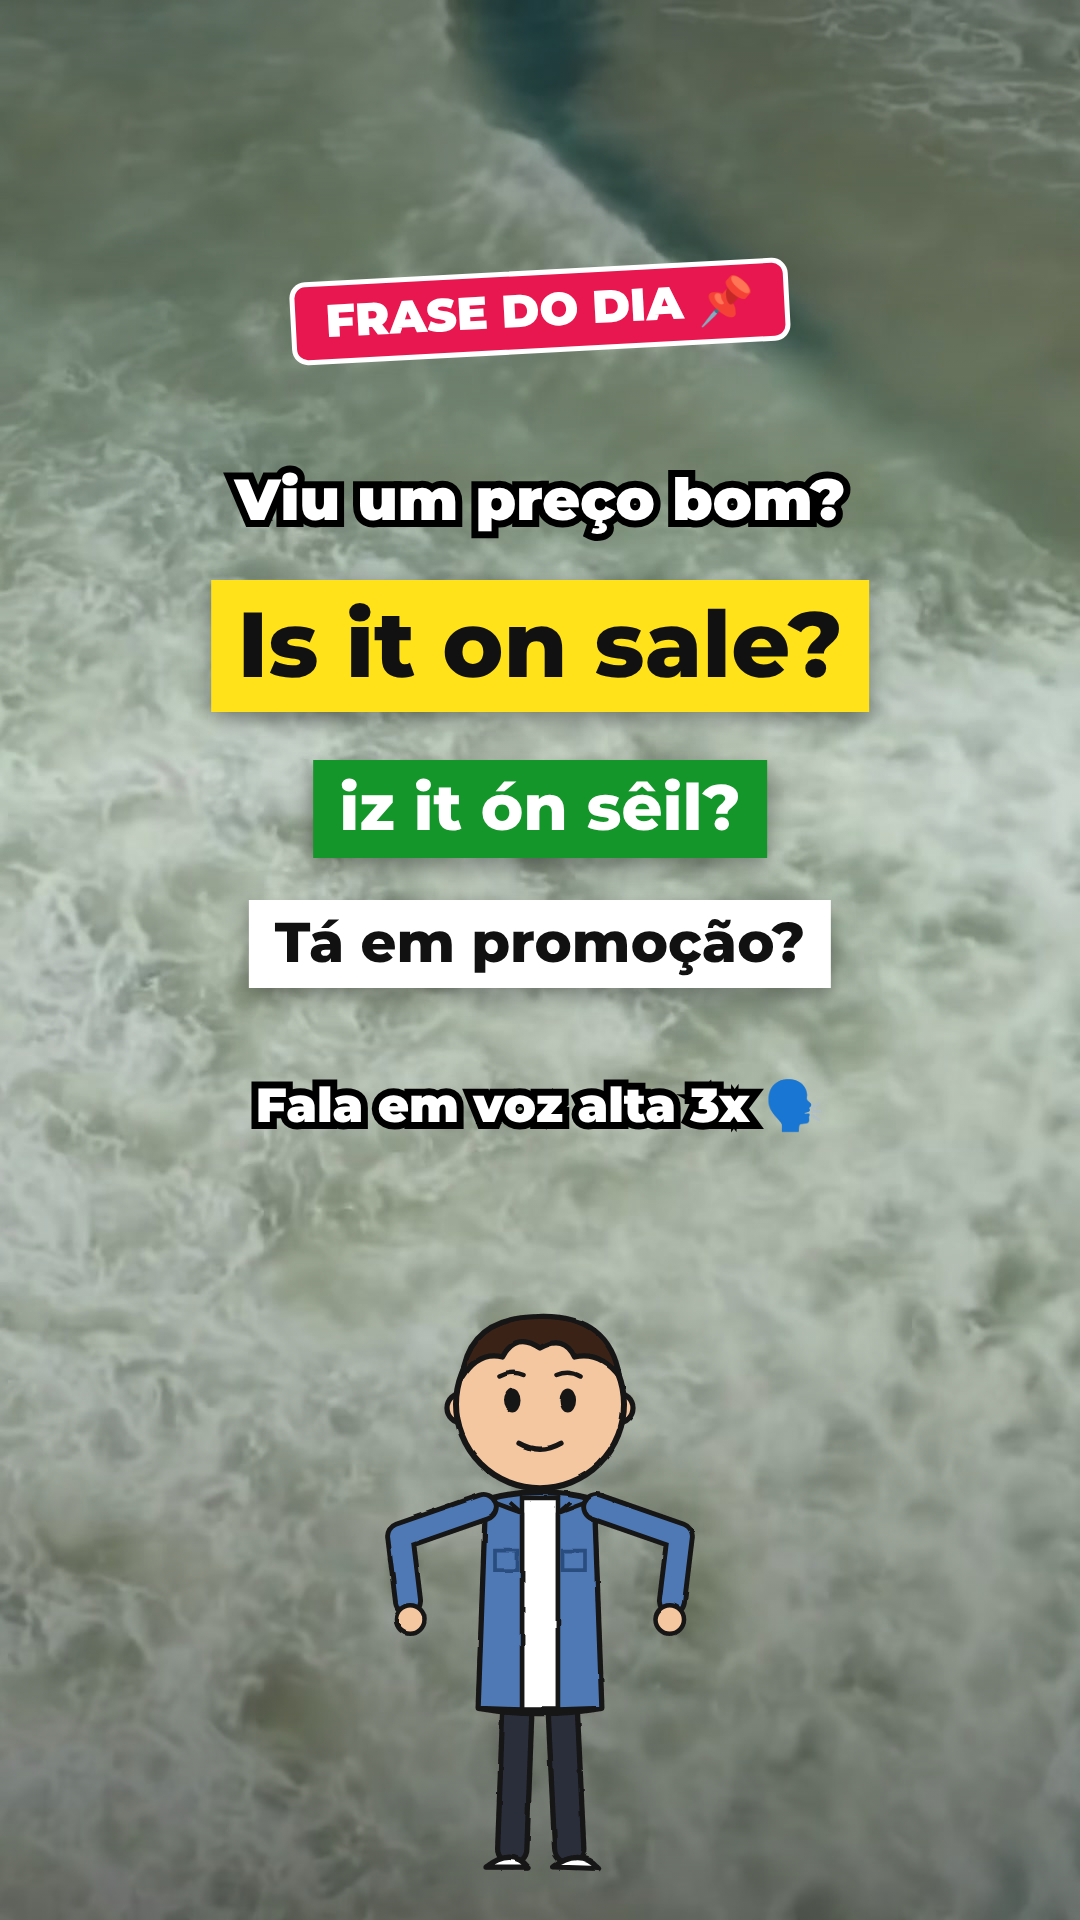 FRASE DO DIA 📌
Viu um preço bom?
Is it on sale?
iz it ón sêil?
Tá em promoção?
Fala em voz alta 3x 🗣️